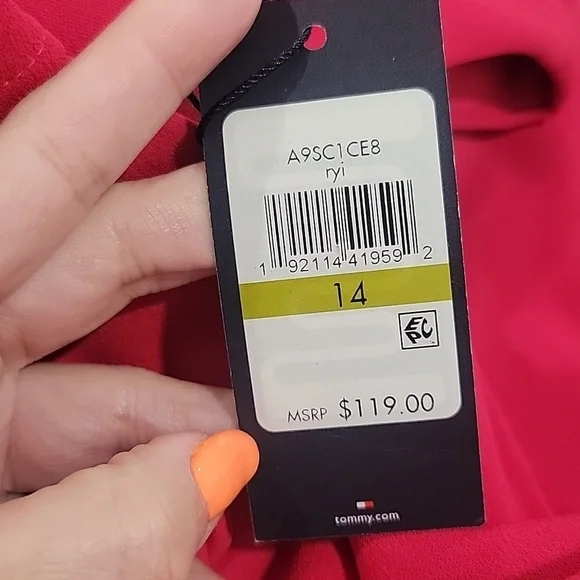 A9SC1CE8
ryi
1 92114 41959 2
14
EPC
MSRP $119.00
tommy.com